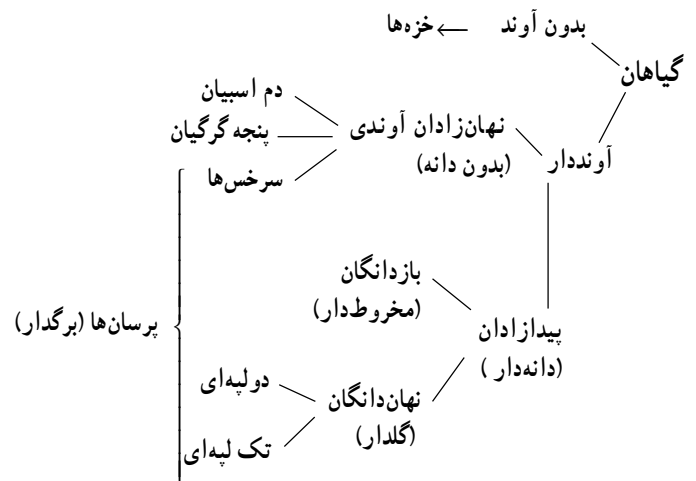 بدون آوند ← خزه‌ها
گیاهان
آونددار
نهان‌زادان آوندی
(بدون دانه)
دم اسبیان
پنجه گرگیان
سرخس‌ها
پیدازادان
(دانه‌دار)
بازدانگان
(مخروط‌دار)
نهان‌دانگان
(گلدار)
دولپه‌ای
تک لپه‌ای
پرسان‌ها (برگدار)